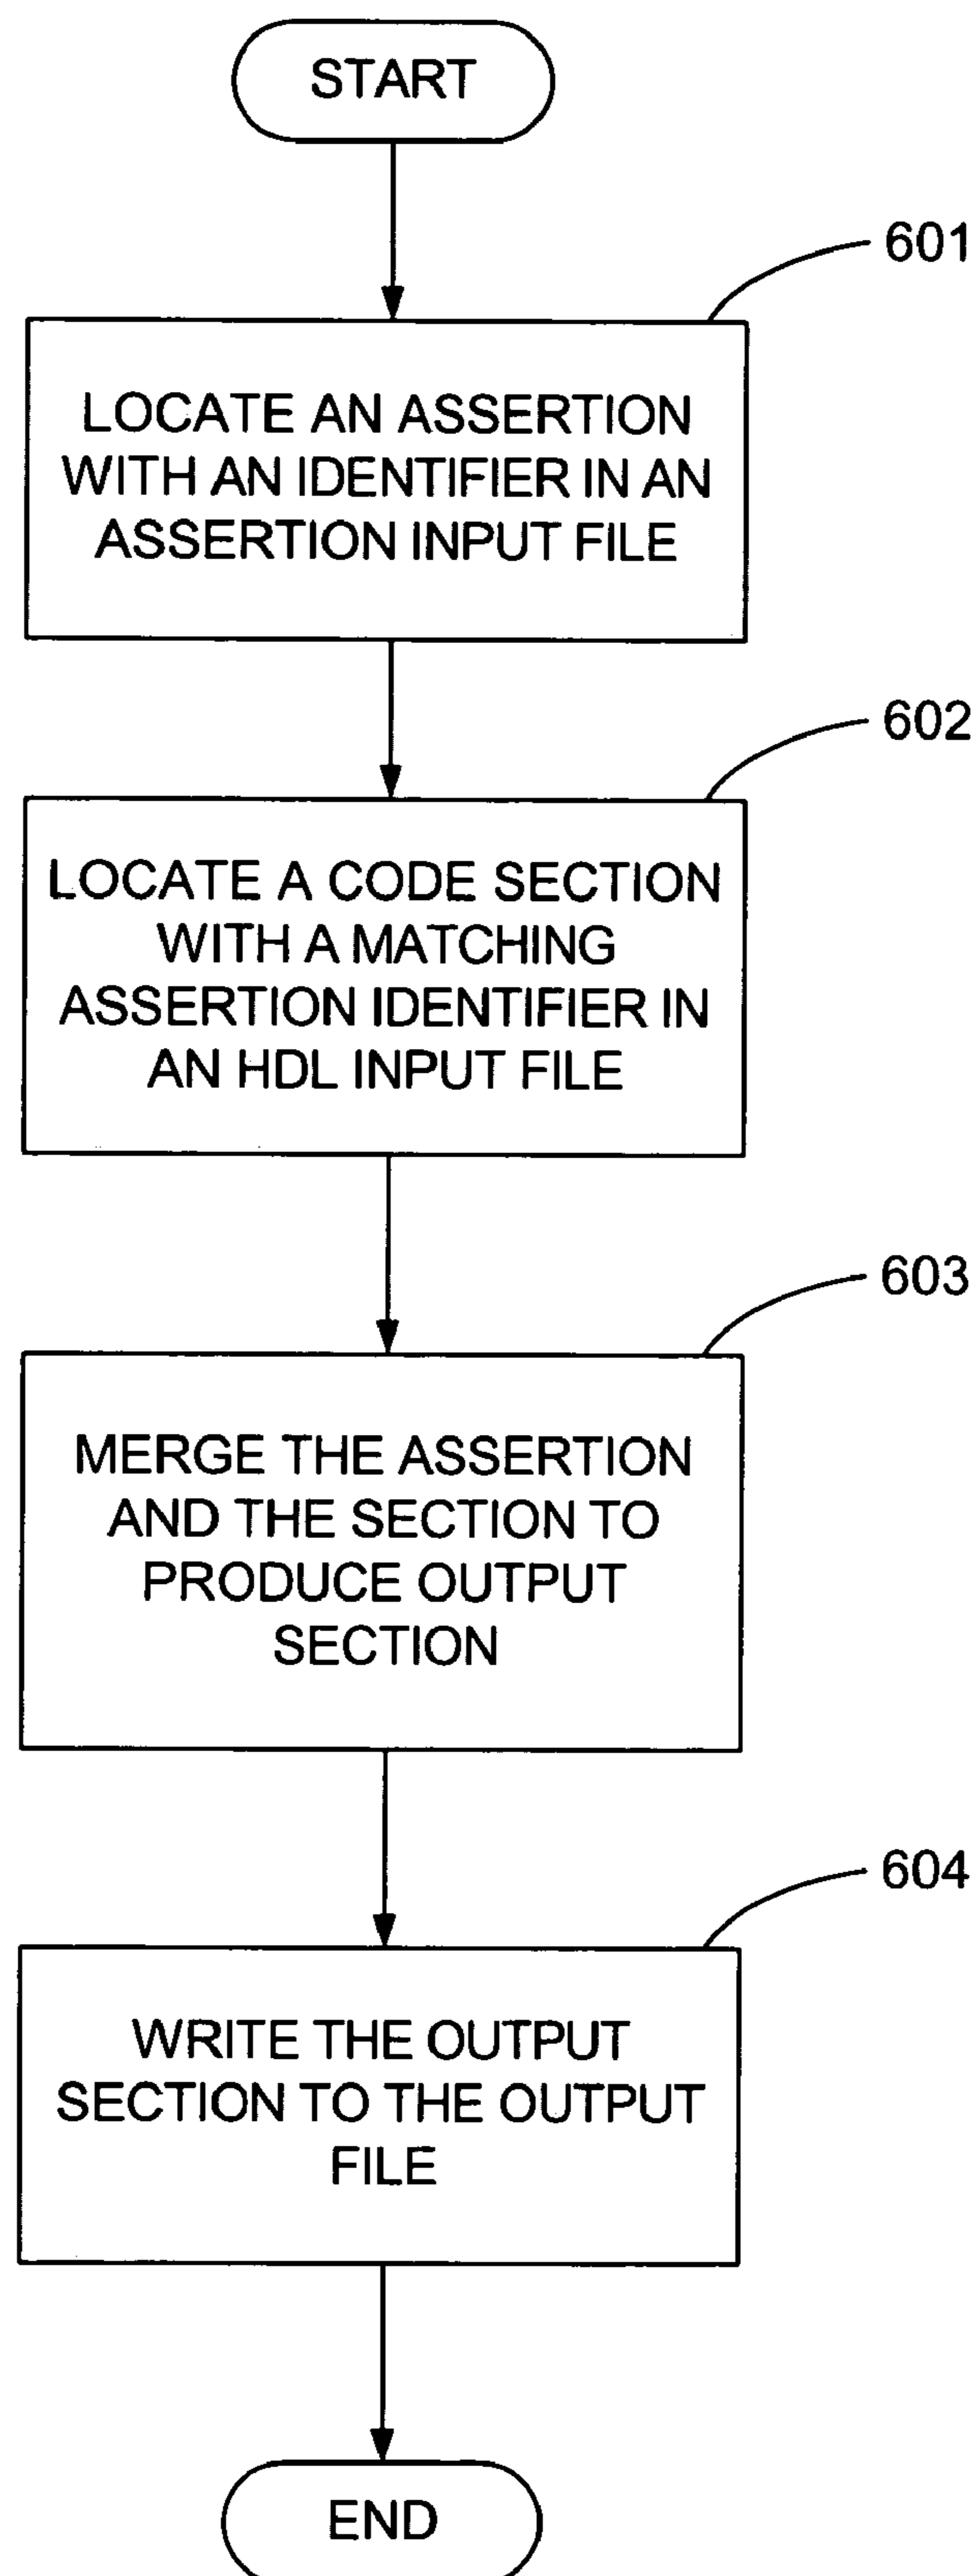 START
601
LOCATE AN ASSERTION
WITH AN IDENTIFIER IN AN
ASSERTION INPUT FILE
602
LOCATE A CODE SECTION
WITH A MATCHING
ASSERTION IDENTIFIER IN
AN HDL INPUT FILE
603
MERGE THE ASSERTION
AND THE SECTION TO
PRODUCE OUTPUT
SECTION
604
WRITE THE OUTPUT
SECTION TO THE OUTPUT
FILE
END